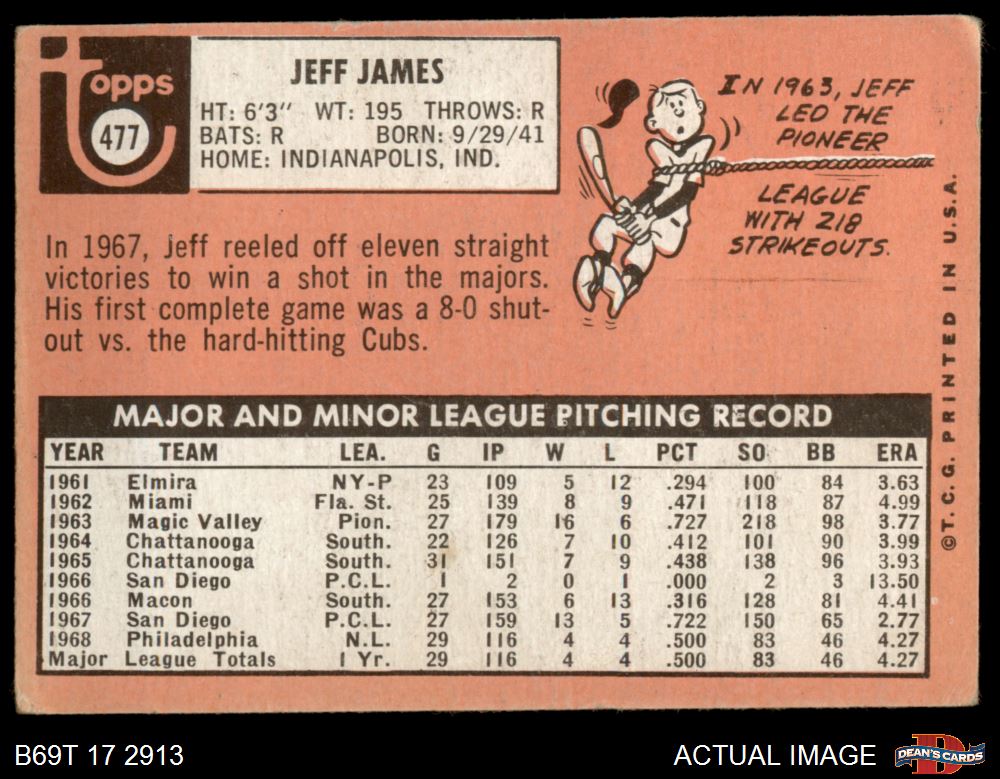 topps
477
JEFF JAMES
HT: 6'3" WT: 195 THROWS: R
BATS: R BORN: 9/29/41
HOME: INDIANAPOLIS, IND.
IN 1963, JEFF
LED THE
PIONEER
LEAGUE
WITH 218
STRIKEOUTS.
In 1967, Jeff reeled off eleven straight
victories to win a shot in the majors.
His first complete game was a 8-0 shut-
out vs. the hard-hitting Cubs.
©T. C. G. PRINTED IN U.S.A.
MAJOR AND MINOR LEAGUE PITCHING RECORD
YEAR TEAM LEA. G IP W L PCT SO BB ERA
1961 Elmira NY-P 23 109 5 12 .294 100 84 3.63
1962 Miami Fla. St. 25 139 8 9 .471 118 87 4.99
1963 Magic Valley Pion. 27 179 16 6 .727 218 98 3.77
1964 Chattanooga South. 22 126 7 10 .412 101 90 3.99
1965 Chattanooga South. 31 151 7 9 .438 138 96 3.93
1966 San Diego P.C.L. 1 2 0 1 .000 2 3 13.50
1966 Macon South. 27 153 6 13 .316 128 81 4.41
1967 San Diego P.C.L. 27 159 13 5 .722 150 65 2.77
1968 Philadelphia N.L. 29 116 4 4 .500 83 46 4.27
Major League Totals 1 Yr. 29 116 4 4 .500 83 46 4.27
B69T 17 2913
ACTUAL IMAGE
DEAN'S CARDS